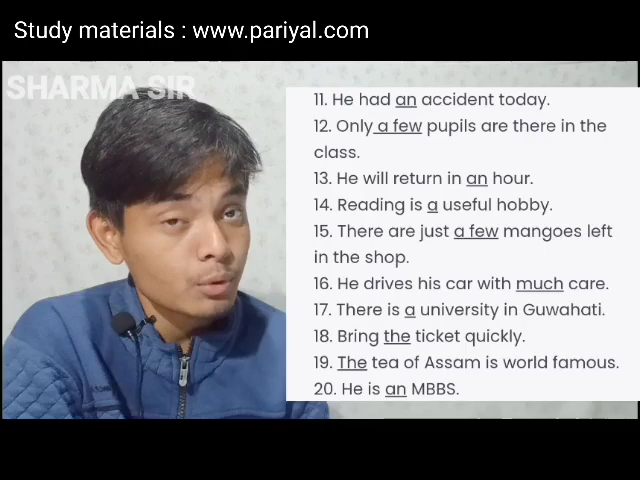 Study materials : www.pariyal.com
SHARMA SIR
11. He had an accident today.
12. Only a few pupils are there in the
class.
13. He will return in an hour.
14. Reading is a useful hobby.
15. There are just a few mangoes left
in the shop.
16. He drives his car with much care.
17. There is a university in Guwahati.
18. Bring the ticket quickly.
19. The tea of Assam is world famous.
20. He is an MBBS.